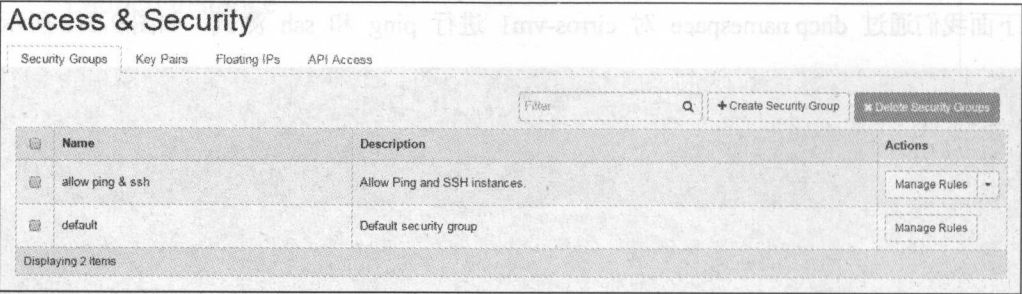 Access & Security
Security Groups Key Pairs Floating IPs API Access
Filter + Create Security Group × Delete Security Groups
Name Description Actions
allow ping & ssh Allow Ping and SSH instances. Manage Rules
default Default security group Manage Rules
Displaying 2 items